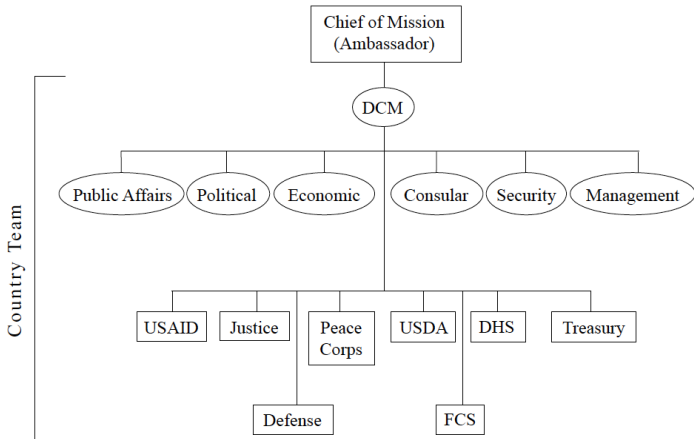 Chief of Mission
(Ambassador)
DCM
Public Affairs
Political
Economic
Consular
Security
Management
Country Team
USAID
Justice
Peace
Corps
USDA
DHS
Treasury
Defense
FCS